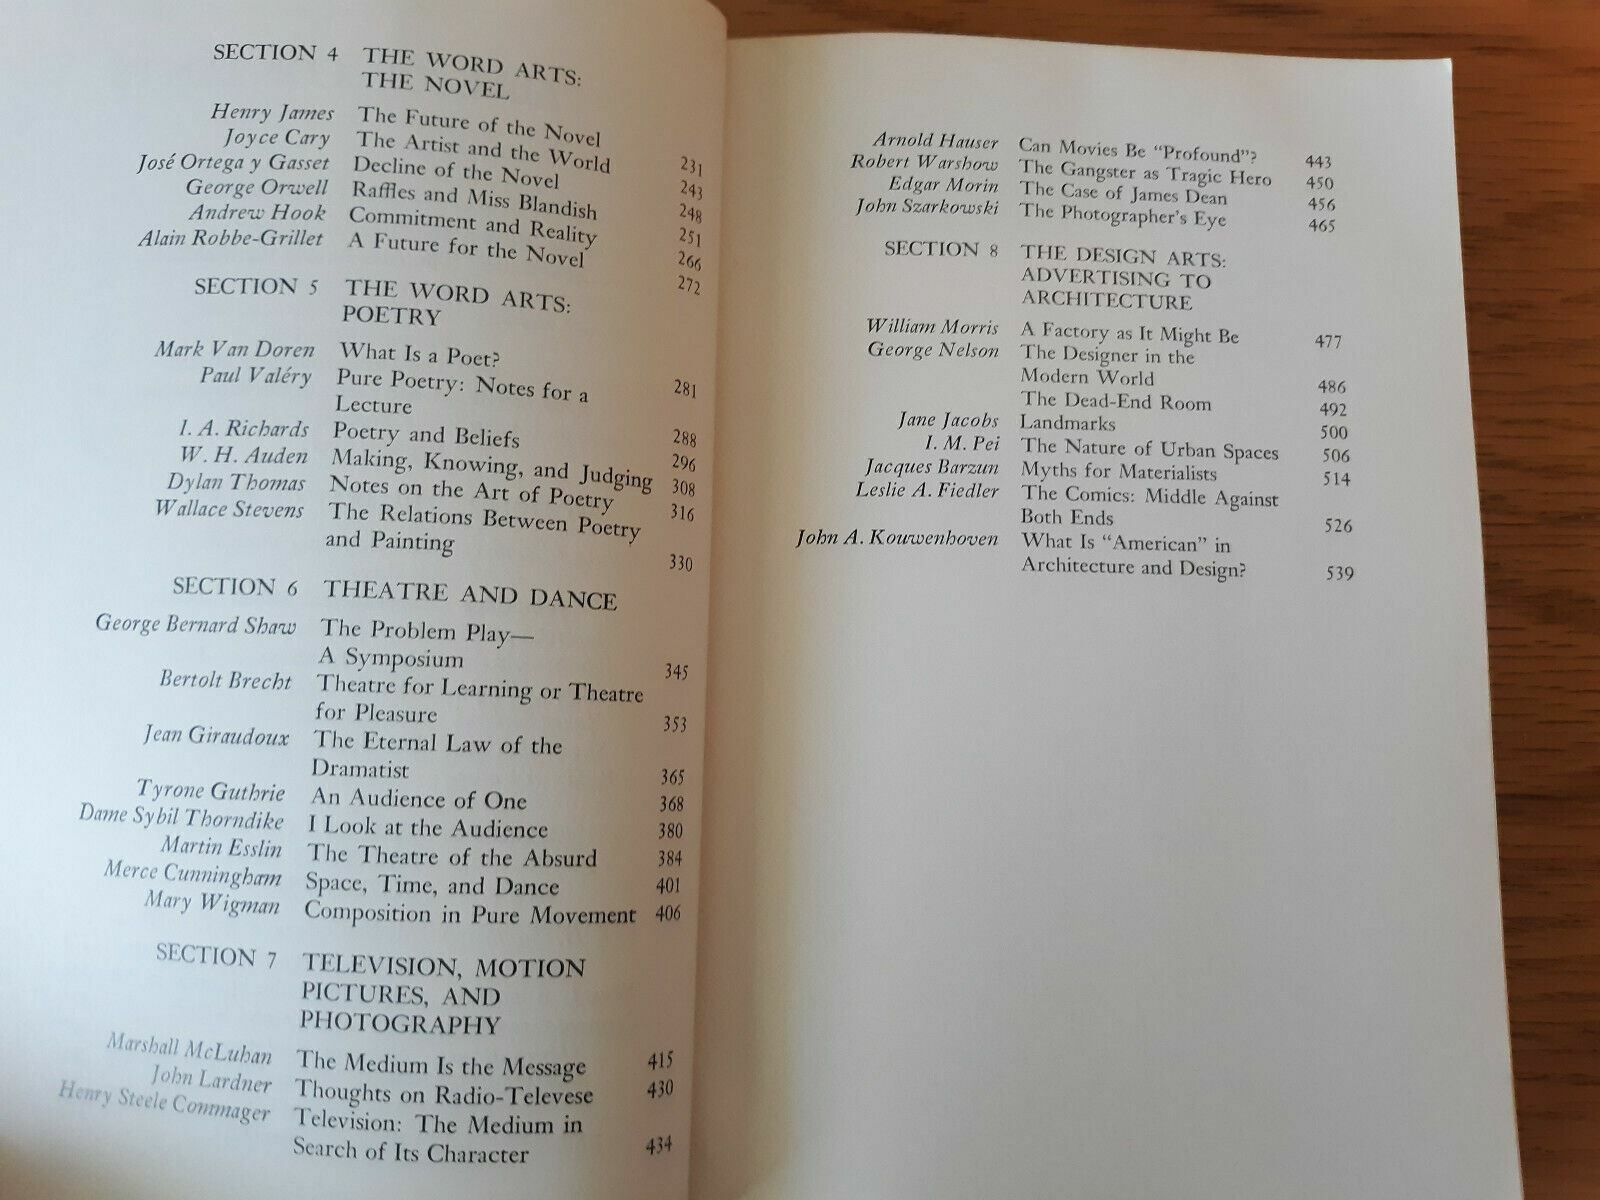 SECTION 4 THE WORD ARTS:
THE NOVEL
Henry James The Future of the Novel 231
Joyce Cary The Artist and the World 243
José Ortega y Gasset Decline of the Novel 248
George Orwell Raffles and Miss Blandish 251
Andrew Hook Commitment and Reality 266
Alain Robbe-Grillet A Future for the Novel 272
SECTION 5 THE WORD ARTS:
POETRY
Mark Van Doren What Is a Poet? 281
Paul Valéry Pure Poetry: Notes for a
Lecture 288
I. A. Richards Poetry and Beliefs 296
W. H. Auden Making, Knowing, and Judging 308
Dylan Thomas Notes on the Art of Poetry 316
Wallace Stevens The Relations Between Poetry
and Painting 330
SECTION 6 THEATRE AND DANCE
George Bernard Shaw The Problem Play—
A Symposium 345
Bertolt Brecht Theatre for Learning or Theatre
for Pleasure 353
Jean Giraudoux The Eternal Law of the
Dramatist 365
Tyrone Guthrie An Audience of One 368
Dame Sybil Thorndike I Look at the Audience 380
Martin Esslin The Theatre of the Absurd 384
Merce Cunningham Space, Time, and Dance 401
Mary Wigman Composition in Pure Movement 406
SECTION 7 TELEVISION, MOTION
PICTURES, AND
PHOTOGRAPHY
Marshall McLuhan The Medium Is the Message 415
John Lardner Thoughts on Radio-Televese 430
Henry Steele Commager Television: The Medium in
Search of Its Character 434
Arnold Hauser Can Movies Be "Profound"? 443
Robert Warshow The Gangster as Tragic Hero 450
Edgar Morin The Case of James Dean 456
John Szarkowski The Photographer's Eye 465
SECTION 8 THE DESIGN ARTS:
ADVERTISING TO
ARCHITECTURE
William Morris A Factory as It Might Be 477
George Nelson The Designer in the
Modern World 486
The Dead-End Room 492
Jane Jacobs Landmarks 500
I. M. Pei The Nature of Urban Spaces 506
Jacques Barzun Myths for Materialists 514
Leslie A. Fiedler The Comics: Middle Against
Both Ends 526
John A. Kouwenhoven What Is "American" in
Architecture and Design? 539